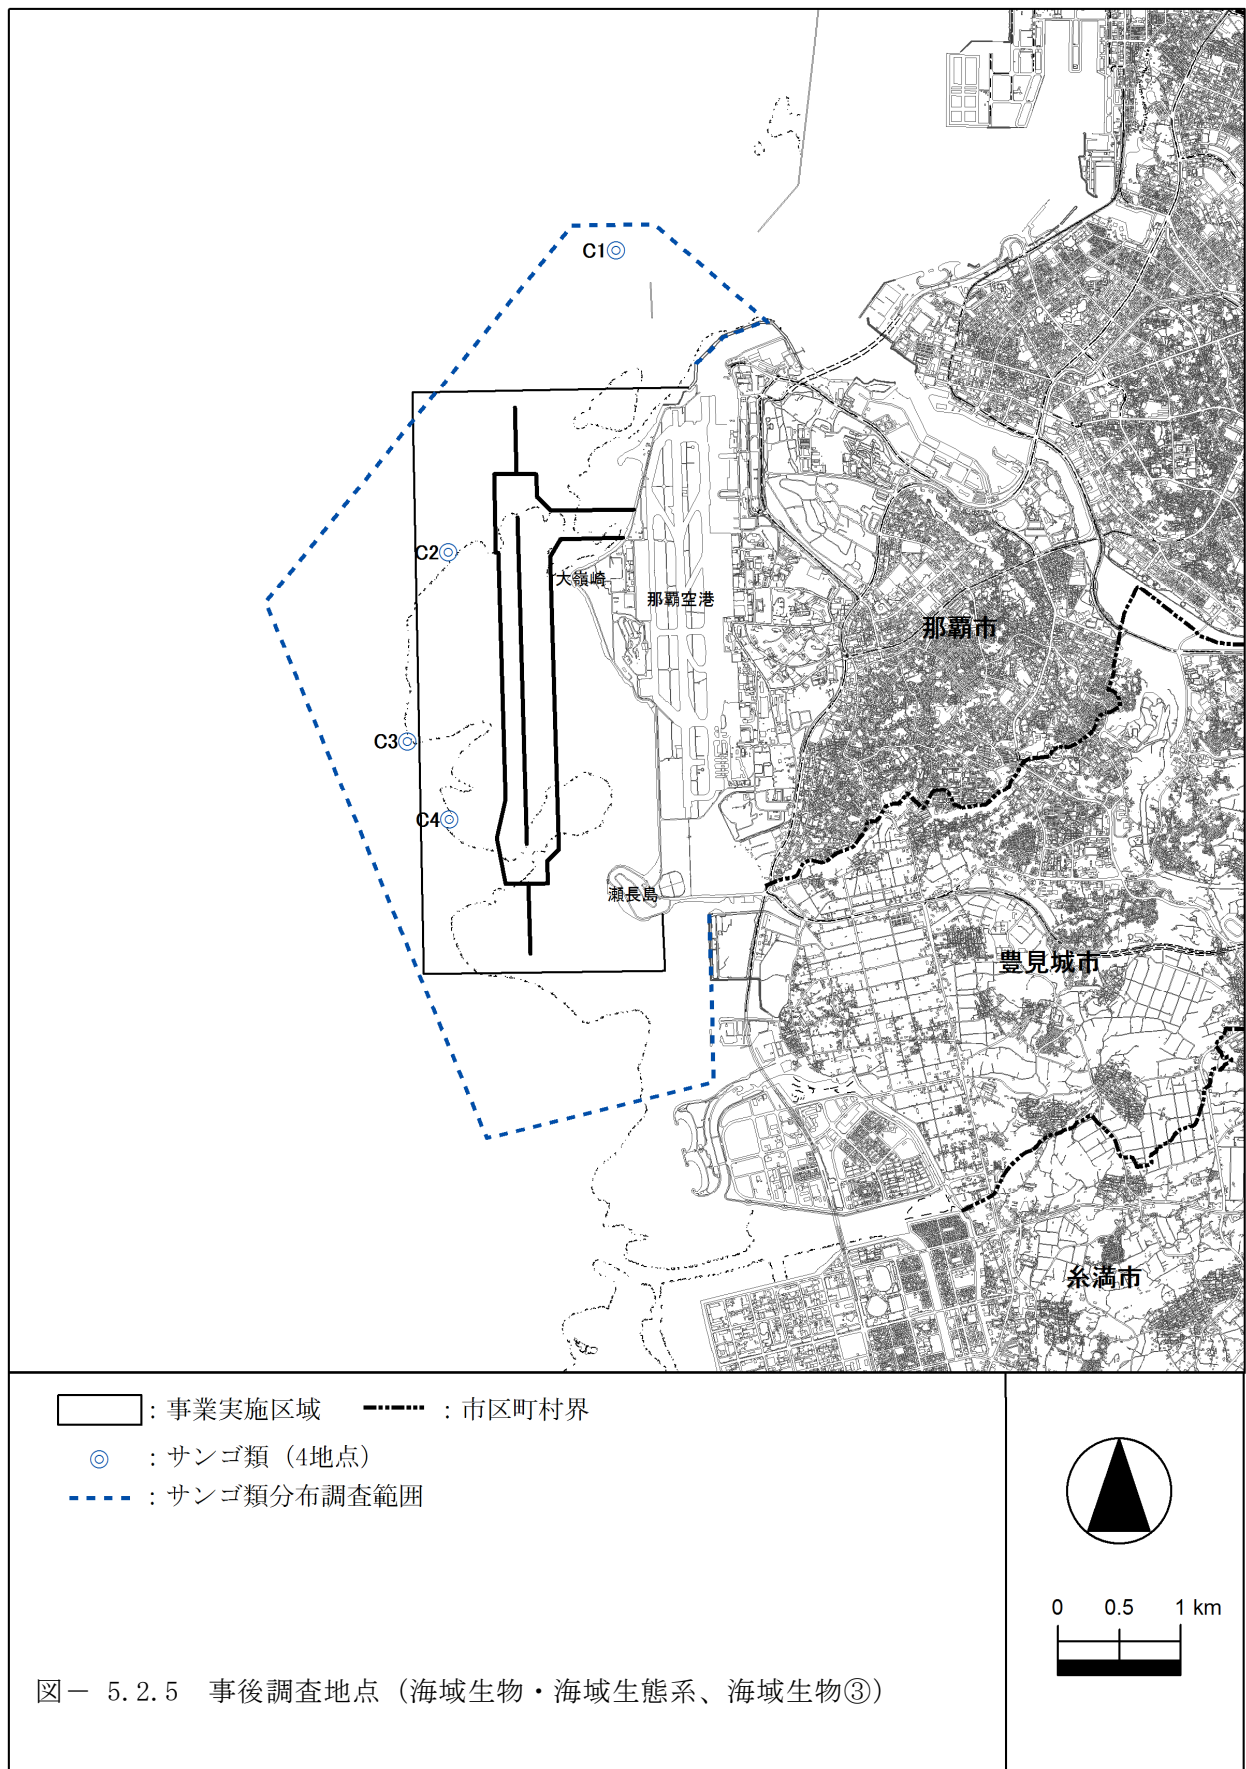 C1
C2
大嶺崎
那覇空港
那覇市
C3
C4
瀬長島
豊見城市
糸満市
：事業実施区域
：市区町村界
：サンゴ類（4地点）
：サンゴ類分布調査範囲
0 0.5 1 km
図－ 5.2.5　事後調査地点（海域生物・海域生態系、海域生物③）